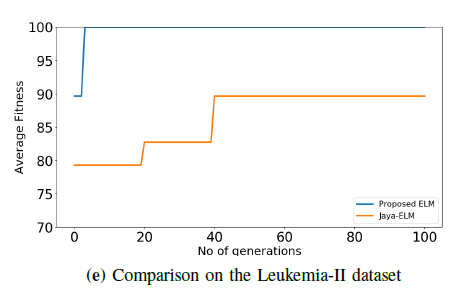 100
95
90
85
80
75
70
Average Fitness
0 20 40 60 80 100
No of generations
Proposed ELM
Jaya-ELM
(e) Comparison on the Leukemia-II dataset